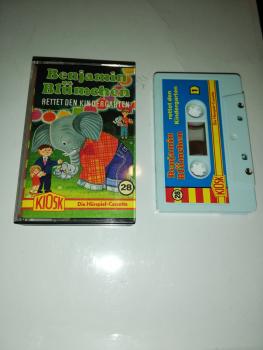 Benjamin
Blümchen
RETTET DEN KINDERGARTEN
28
KIOSK
Die Hörspiel-Cassette
rettet den
Kindergarten
Benjamin
Blümchen
28
KIOSK